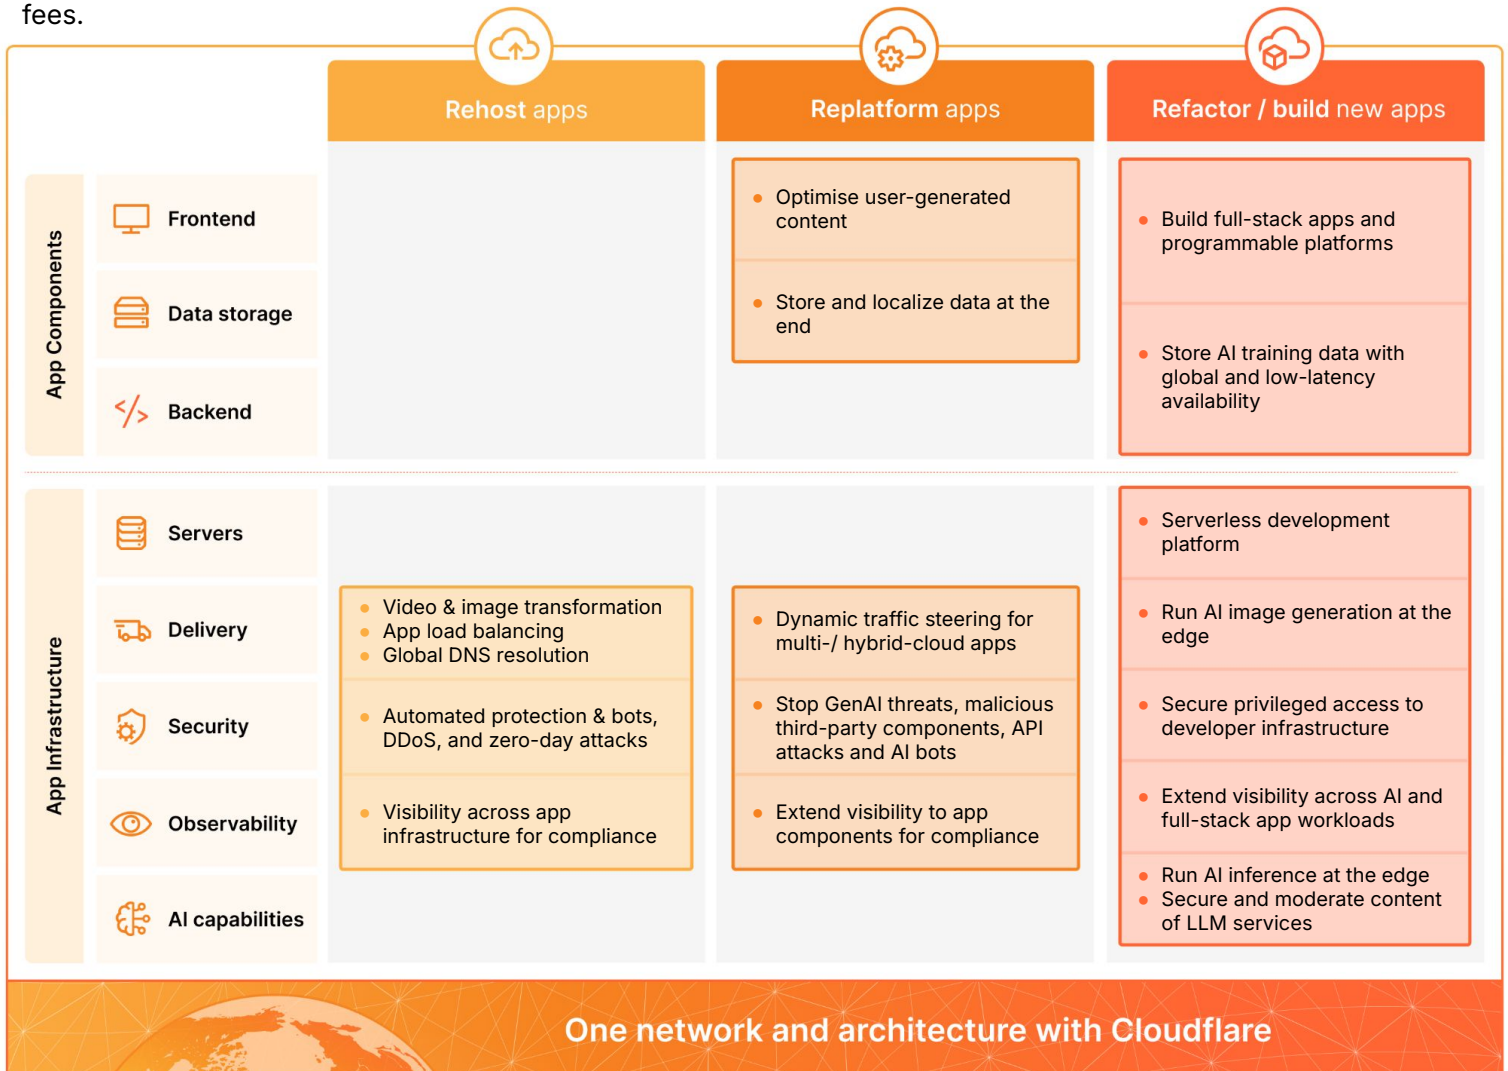 fees.
Rehost apps
Replatform apps
Refactor / build new apps
App Components
Frontend
Optimise user-generated
content
Build full-stack apps and
programmable platforms
Data storage
Store and localize data at the
end
Backend
Store AI training data with
global and low-latency
availability
App Infrastructure
Servers
Serverless development
platform
Delivery
Video & image transformation
App load balancing
Global DNS resolution
Dynamic traffic steering for
multi-/ hybrid-cloud apps
Run AI image generation at the
edge
Security
Automated protection & bots,
DDoS, and zero-day attacks
Stop GenAI threats, malicious
third-party components, API
attacks and AI bots
Secure privileged access to
developer infrastructure
Observability
Visibility across app
infrastructure for compliance
Extend visibility to app
components for compliance
Extend visibility across AI and
full-stack app workloads
AI capabilities
Run AI inference at the edge
Secure and moderate content
of LLM services
One network and architecture with Cloudflare